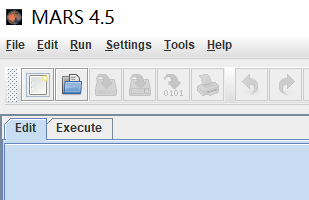 MARS 4.5
File Edit Run Settings Tools Help
0101
Edit Execute